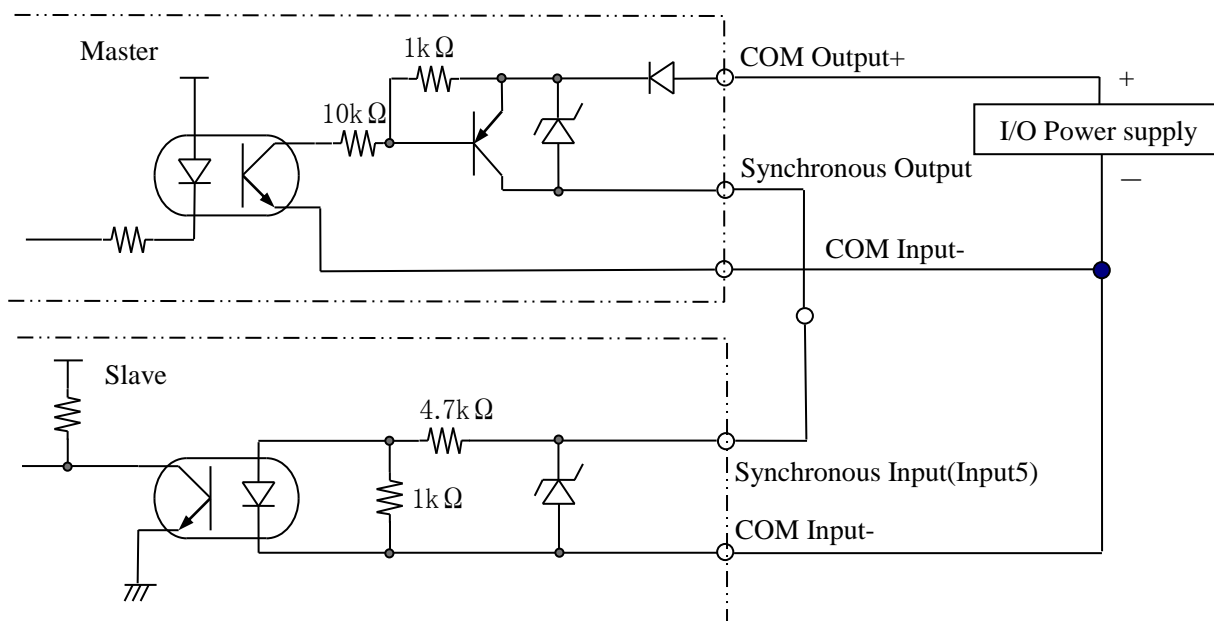 Master
1kΩ
COM Output+
+
10kΩ
I/O Power supply
Synchronous Output
—
COM Input-
Slave
4.7kΩ
Synchronous Input(Input5)
1kΩ
COM Input-